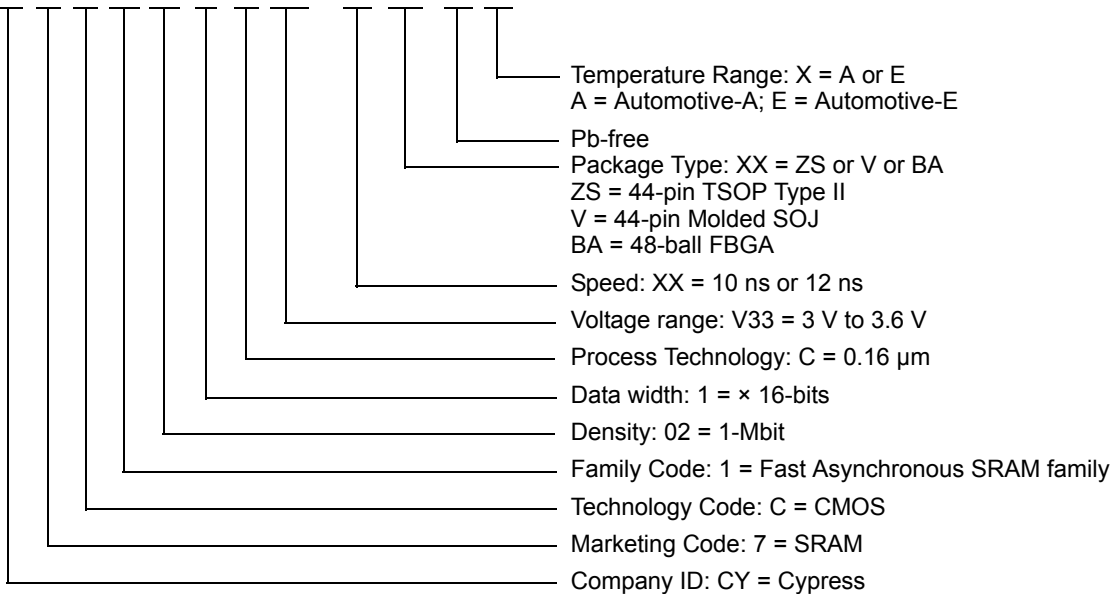 Temperature Range: X = A or E
A = Automotive-A; E = Automotive-E
Pb-free
Package Type: XX = ZS or V or BA
ZS = 44-pin TSOP Type II
V = 44-pin Molded SOJ
BA = 48-ball FBGA
Speed: XX = 10 ns or 12 ns
Voltage range: V33 = 3 V to 3.6 V
Process Technology: C = 0.16 µm
Data width: 1 = × 16-bits
Density: 02 = 1-Mbit
Family Code: 1 = Fast Asynchronous SRAM family
Technology Code: C = CMOS
Marketing Code: 7 = SRAM
Company ID: CY = Cypress